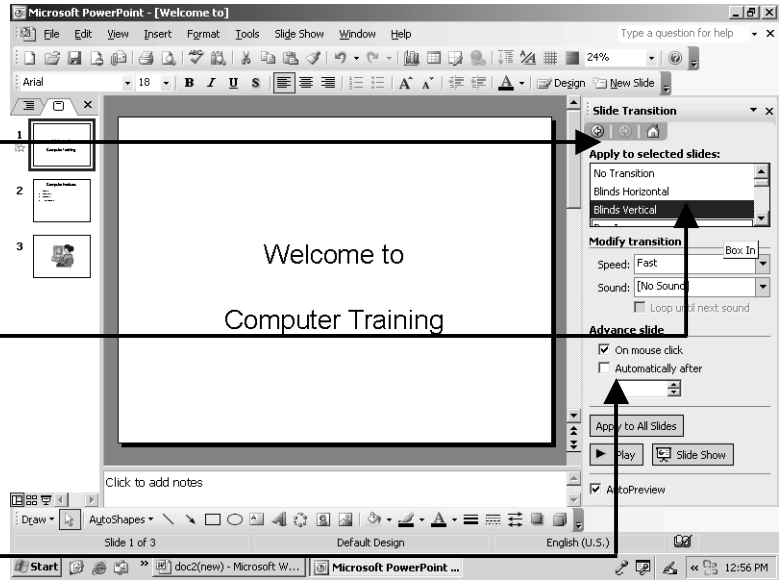 Microsoft PowerPoint - [Welcome to]
File Edit View Insert Format Tools Slide Show Window Help Type a question for help
24%
Arial 18 B I U S A A A Design New Slide
Slide Transition
1
Computer Training
2
3
Welcome to
Computer Training
Apply to selected slides:
No Transition
Blinds Horizontal
Blinds Vertical
Modify transition
Box In
Speed: Fast
Sound: [No Sound]
Loop until next sound
Advance slide
On mouse click
Automatically after
Apply to All Slides
Play Slide Show
AutoPreview
Click to add notes
Draw AutoShapes A
Slide 1 of 3 Default Design English (U.S.)
Start » doc2(new) - Microsoft W... Microsoft PowerPoint ... « 12:56 PM